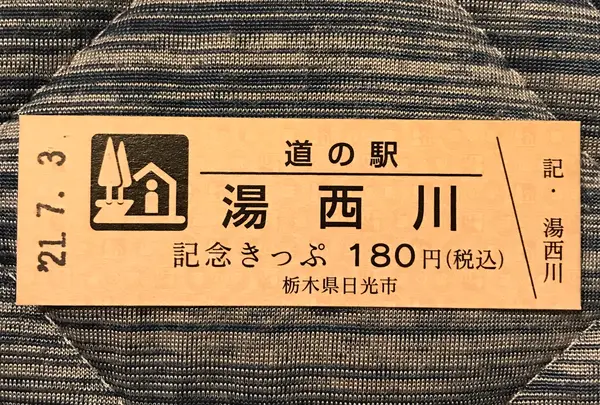 21.7.3
道の駅
湯西川
記念きっぷ 180円(税込)
栃木県日光市
記・湯西川